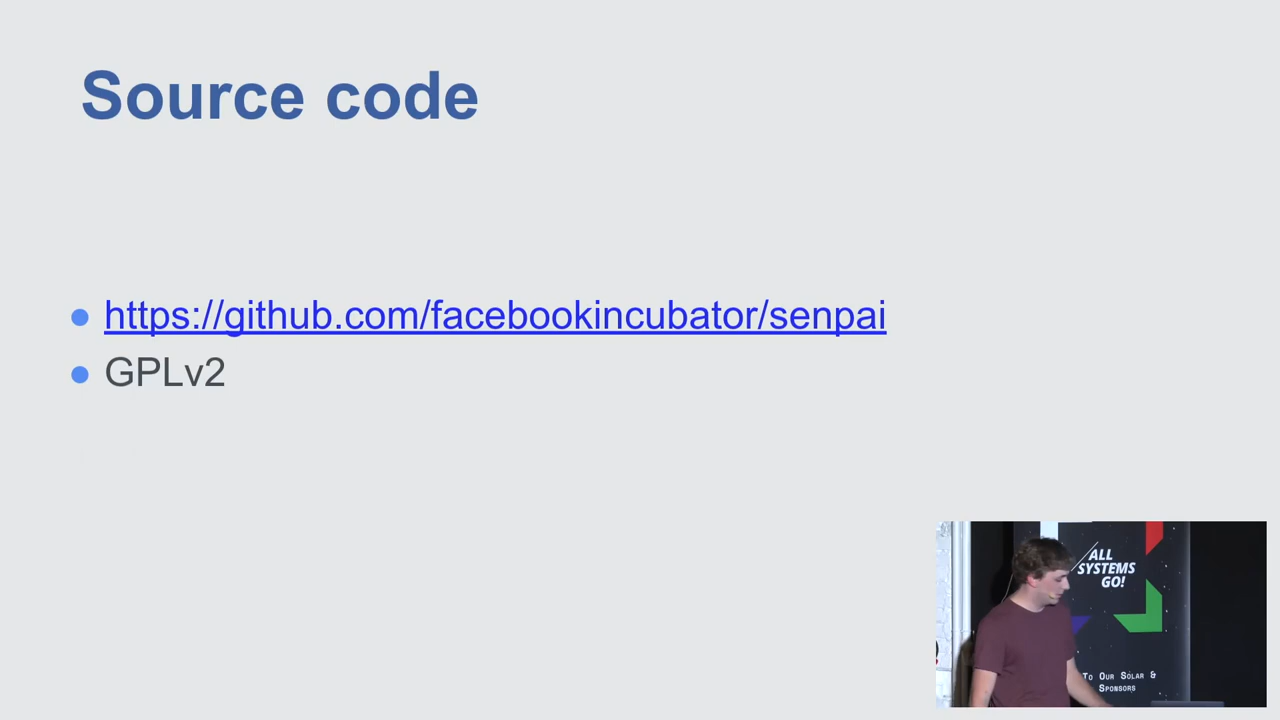 Source code
https://github.com/facebookincubator/senpai
GPLv2
ALL
SYSTEMS
GO!
To Our Solar &
Sponsors